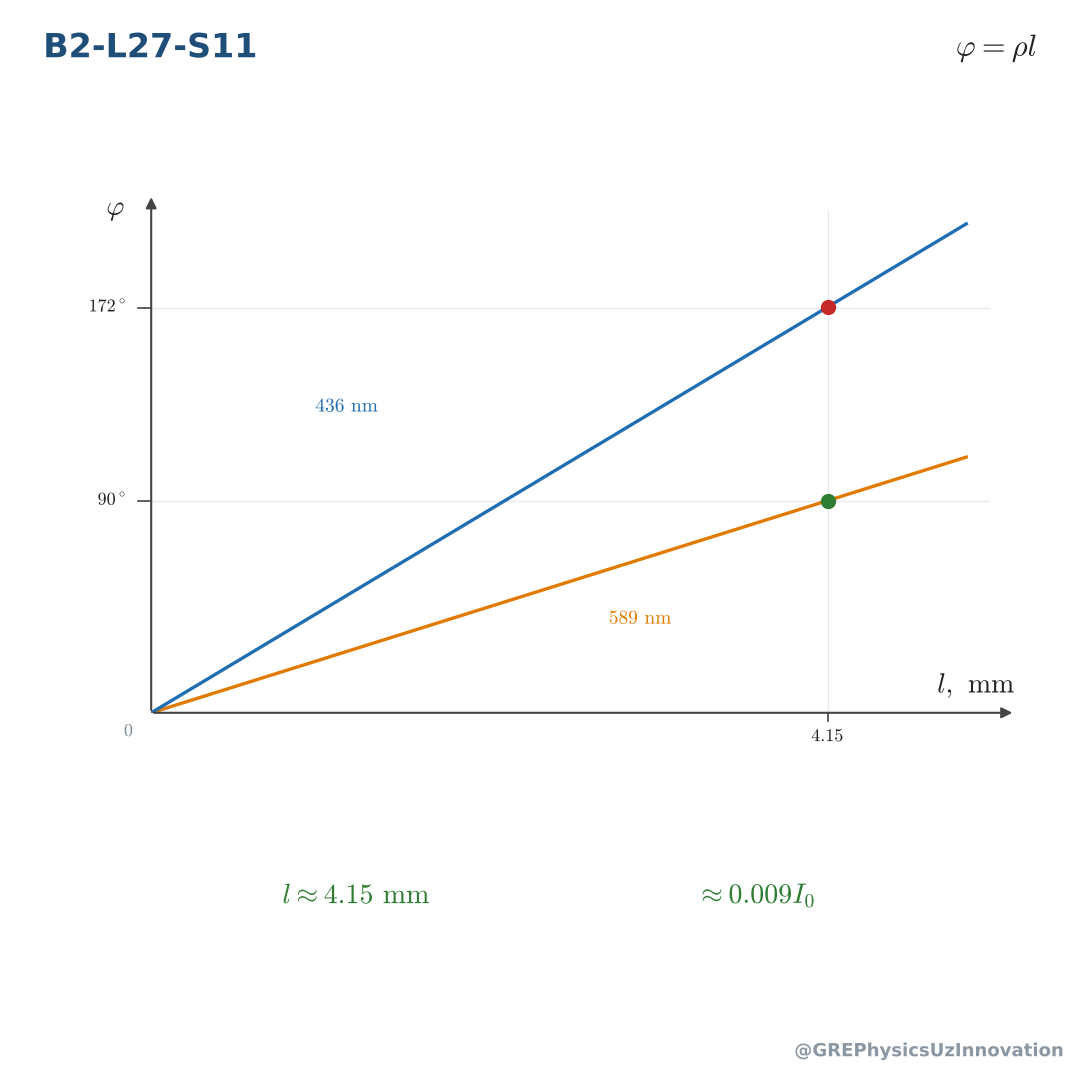 B2-L27-S11
φ = ρl
φ
172°
436 nm
90°
589 nm
l, mm
0
4.15
l ≈ 4.15 mm
≈ 0.009I₀
@GREPhysicsUzInnovation